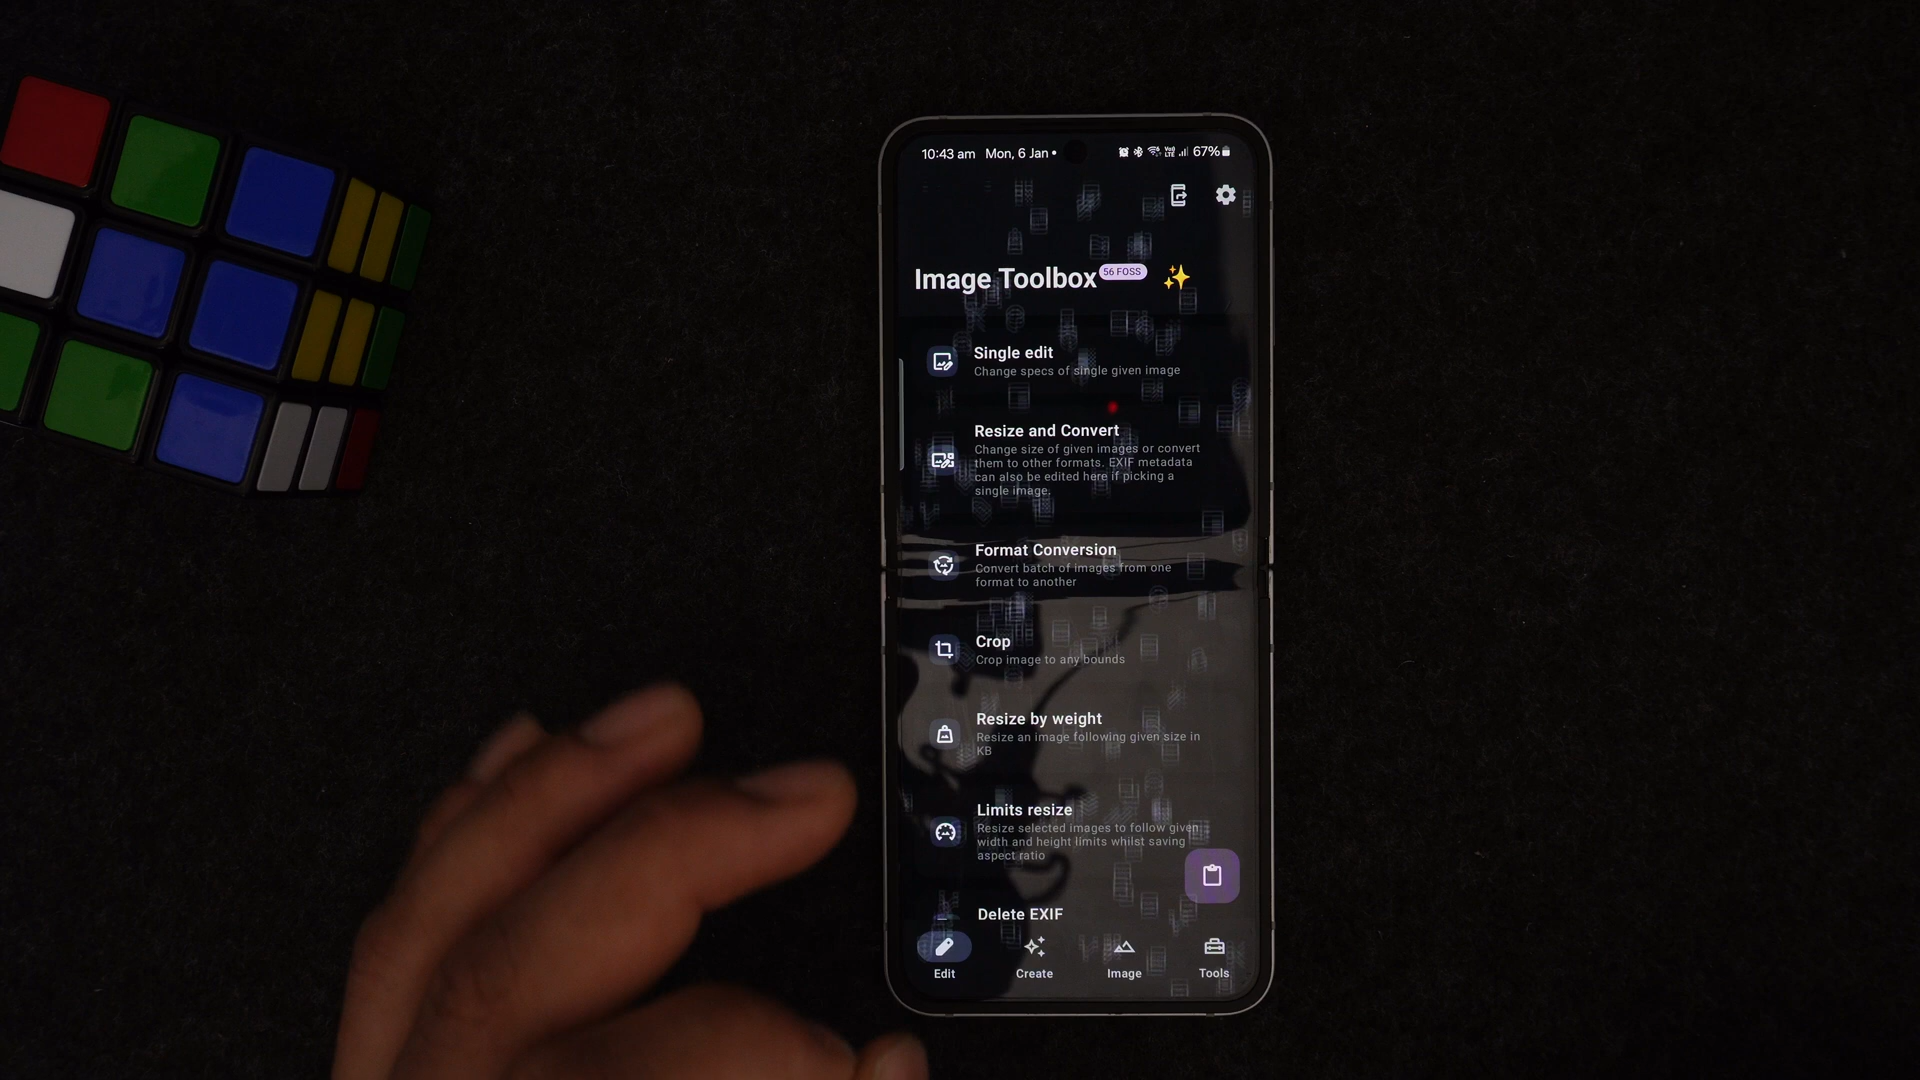 10:43 am Mon, 6 Jan • 67%
Image Toolbox 56 FOSS
Single edit
Change specs of single given image
Resize and Convert
Change size of given images or convert
them to other formats. EXIF metadata
can also be edited here if picking a
single image.
Format Conversion
Convert batch of images from one
format to another
Crop
Crop image to any bounds
Resize by weight
Resize an image following given size in
KB
Limits resize
Resize selected images to follow given
width and height limits whilst saving
aspect ratio
Delete EXIF
Edit Create Image Tools